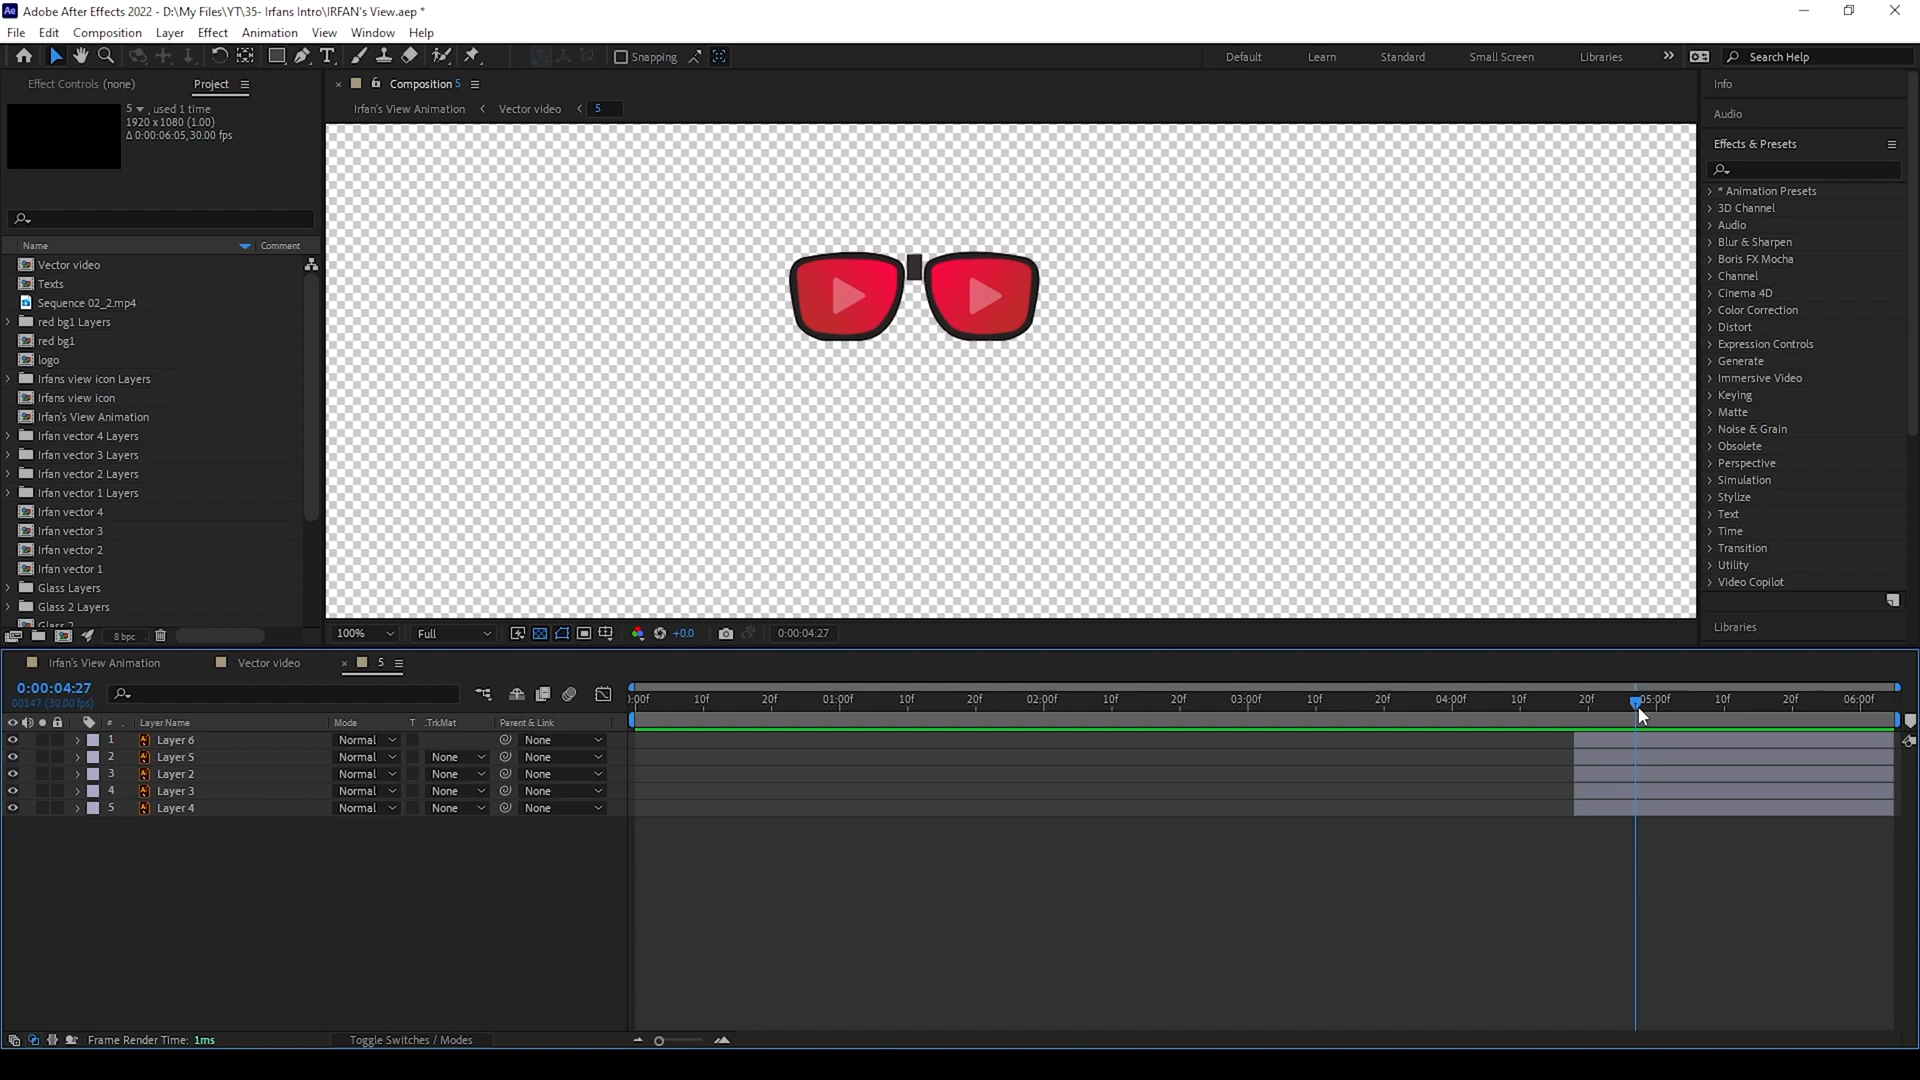 Adobe After Effects 2022 - D:\My Files\YT\35- Irfans Intro\IRFAN's View.aep *
File Edit Composition Layer Effect Animation View Window Help
Snapping Default Learn Standard Small Screen Libraries Search Help
Effect Controls (none) Project Composition 5 Info
5, used 1 time Irfan's View Animation Vector video 5
1920 x 1080 (1.00)
Δ 0:00:06:05, 30.00 fps
Audio
Effects & Presets
Name Comment
Vector video
Texts
Sequence 02_2.mp4
red bg1 Layers
red bg1
logo
Irfans view icon Layers
Irfans view icon
Irfan's View Animation
Irfan vector 4 Layers
Irfan vector 3 Layers
Irfan vector 2 Layers
Irfan vector 1 Layers
Irfan vector 4
Irfan vector 3
Irfan vector 2
Irfan vector 1
Glass Layers
Glass 2 Layers
Glass 2
* Animation Presets
3D Channel
Audio
Blur & Sharpen
Boris FX Mocha
Channel
Cinema 4D
Color Correction
Distort
Expression Controls
Generate
Immersive Video
Keying
Matte
Noise & Grain
Obsolete
Perspective
Simulation
Stylize
Text
Time
Transition
Utility
Video Copilot
Libraries
8 bpc 100% Full +0.0 0:00:04:27
Irfan's View Animation Vector video 5
0:00:04:27
00147 (30.00 fps)
:00f 10f 20f 01:00f 10f 20f 02:00f 10f 20f 03:00f 10f 20f 04:00f 10f 20f 05:00f 10f 20f 06:00f
# Layer Name Mode T .TrkMat Parent & Link
1 Layer 6 Normal None
2 Layer 5 Normal None None
3 Layer 2 Normal None None
4 Layer 3 Normal None None
5 Layer 4 Normal None None
Frame Render Time: 1ms Toggle Switches / Modes